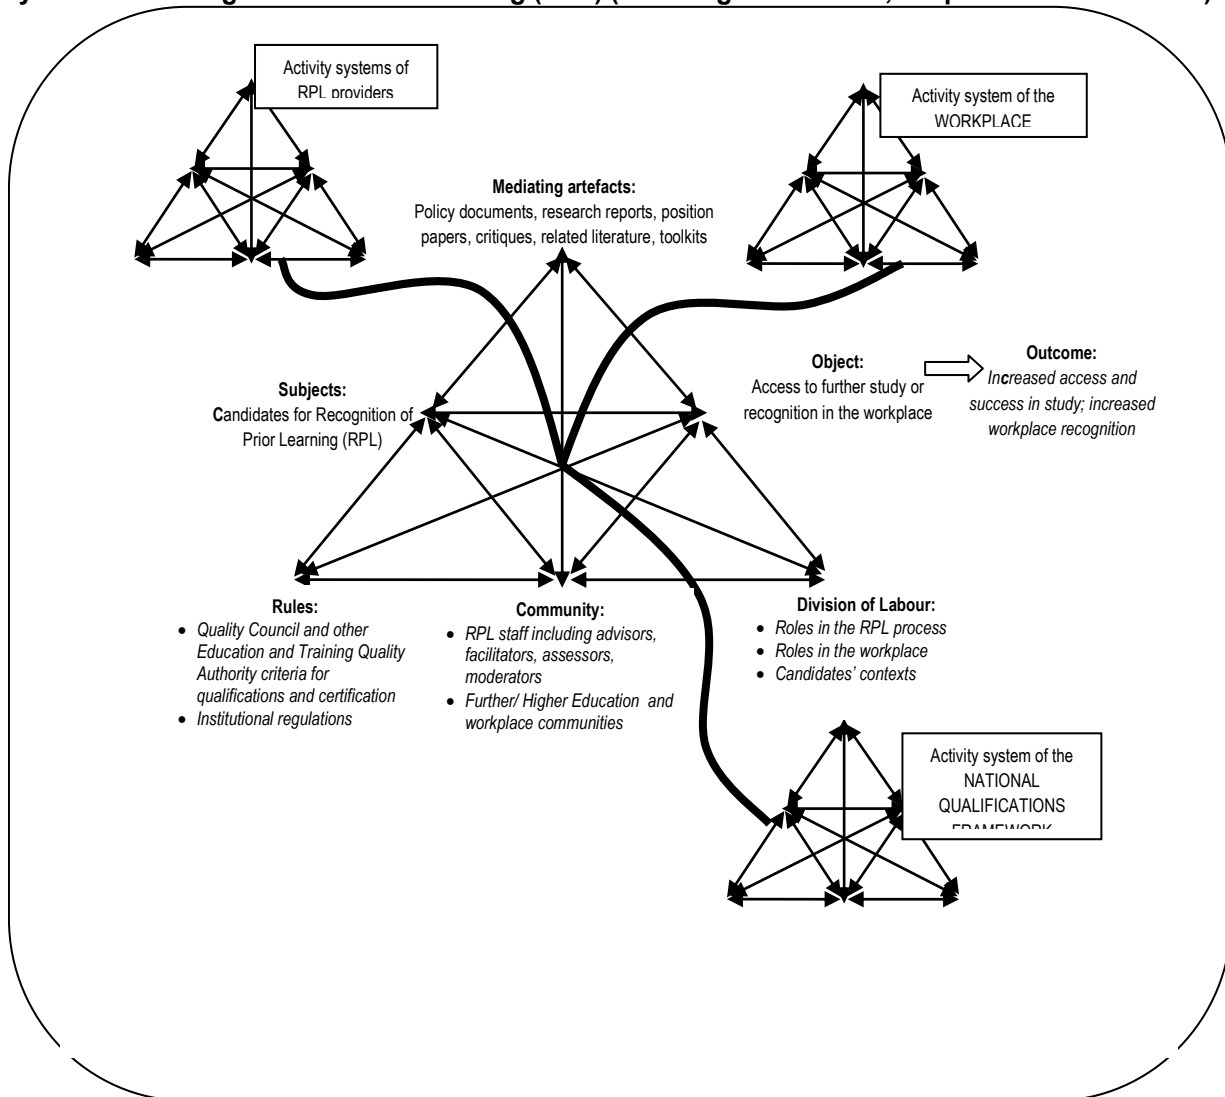 Activity systems of
RPL providers
Activity system of the
WORKPLACE
Mediating artefacts:
Policy documents, research reports, position
papers, critiques, related literature, toolkits
Subjects:
Candidates for Recognition of
Prior Learning (RPL)
Object:
Access to further study or
recognition in the workplace
Outcome:
Increased access and
success in study; increased
workplace recognition
Rules:
• Quality Council and other
Education and Training Quality
Authority criteria for
qualifications and certification
• Institutional regulations
Community:
• RPL staff including advisors,
facilitators, assessors,
moderators
• Further/ Higher Education and
workplace communities
Division of Labour:
• Roles in the RPL process
• Roles in the workplace
• Candidates' contexts
Activity system of the
NATIONAL
QUALIFICATIONS
FRAMEWORK